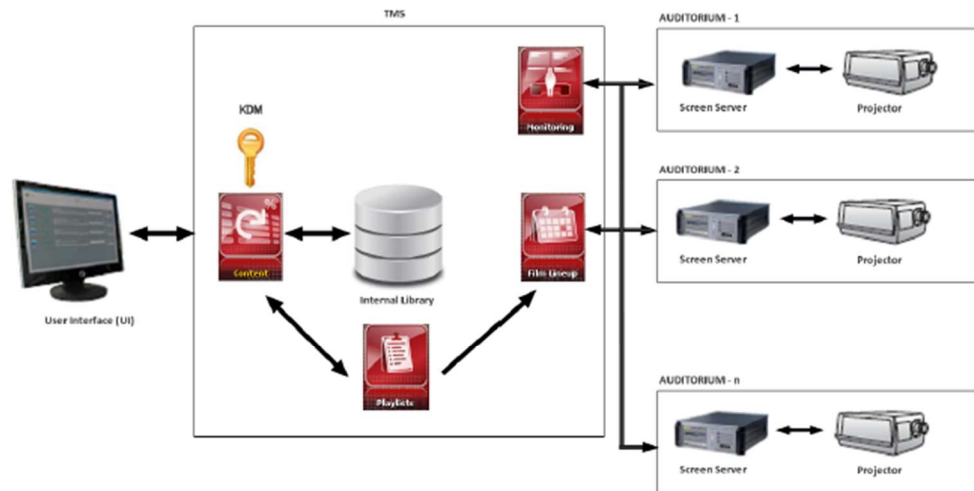 TMS
KDM
User Interface (UI)
Content
Internal Library
Playlists
Monitoring
Film Lineup
AUDITORIUM - 1
Screen Server
Projector
AUDITORIUM - 2
Screen Server
Projector
AUDITORIUM - n
Screen Server
Projector